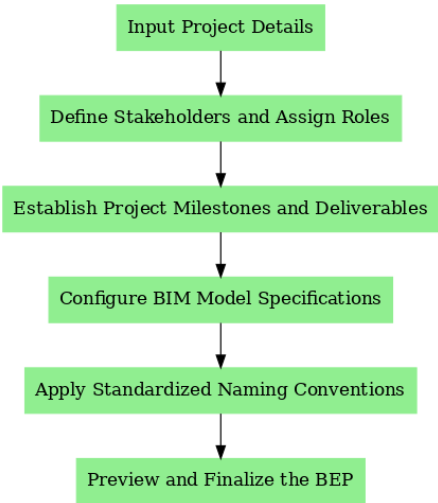 Input Project Details
Define Stakeholders and Assign Roles
Establish Project Milestones and Deliverables
Configure BIM Model Specifications
Apply Standardized Naming Conventions
Preview and Finalize the BEP